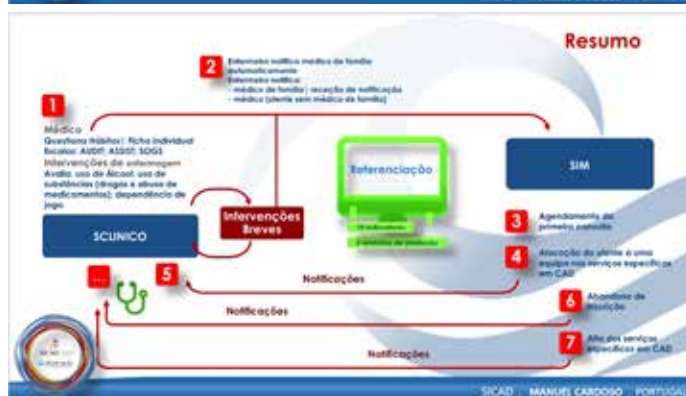 Resumo
2
Enfermeiro notifica médico de família
automaticamente
Enfermeiro notifica:
- médico de família| receção de notificação
- médico (utente sem médico de família)
1
Médico
Questiona hábitos| Ficha individual
Escalas: AUDIT; ASSIST; SOGS
Intervenções de enfermagem
Avalia: uso de Álcool; uso de
substâncias (drogas e abuso de
medicamentos); dependência de
jogo
Referenciação
SIM
Intervenções
Breves
SCLINICO
3
Agendamento da
primeira consulta
4
Alocação do utente a uma
equipa nos serviços específicos
em CAD
...
5
Notificações
6
Abandono de
inscrição
Notificações
7
Alta dos serviços
específicos em CAD
Notificações
SICAD . MANUEL CARDOSO . PORTUGAL